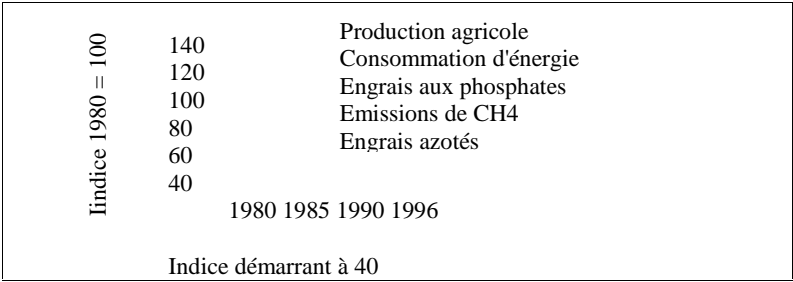 Iindice 1980 = 100
140
120
100
80
60
40
Production agricole
Consommation d'énergie
Engrais aux phosphates
Emissions de CH4
Engrais azotés
1980 1985 1990 1996
Indice démarrant à 40